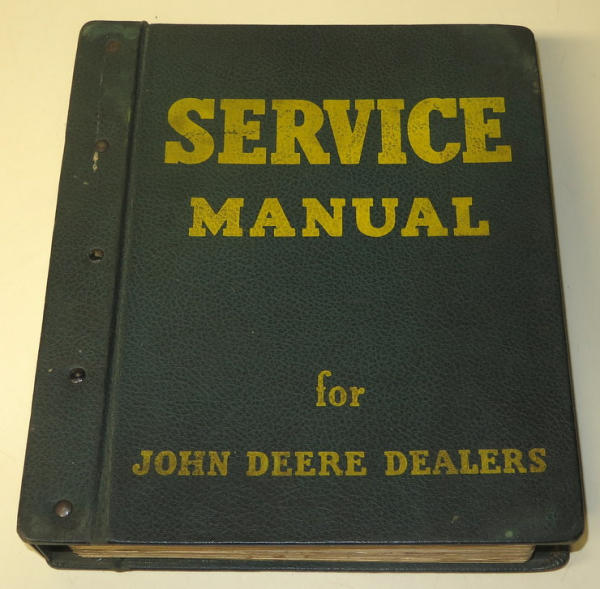 SERVICE
MANUAL
for
JOHN DEERE DEALERS